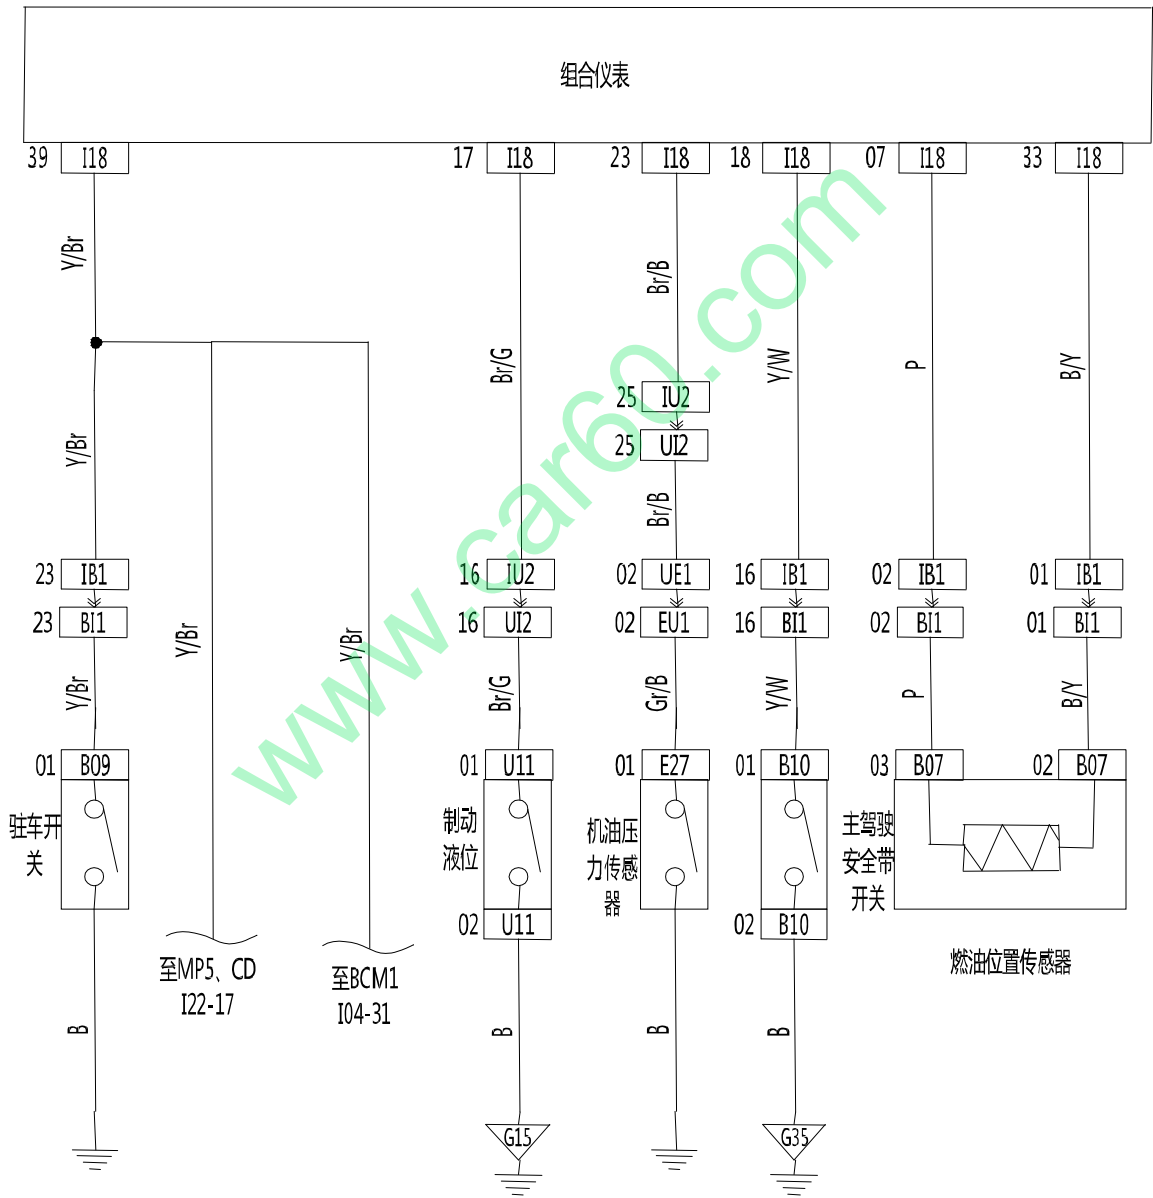 组合仪表
39 I18 17 I18 23 I18 18 I18 07 I18 33 I18
Y/Br
Br/B
Br/G
Y/W
P
B/Y
25 IU2
Y/Br
25 UI2
Br/B
23 IB1 16 IU2 02 UE1 16 IB1 02 IB1 01 IB1
23 BI1 16 UI2 02 EU1 16 BI1 02 BI1 01 BI1
Y/Br
Y/Br
Y/Br
Br/G
Gr/B
Y/W
P
B/Y
01 B09 01 U11 01 E27 01 B10 03 B07 02 B07
驻车开
关
制动
液位
机油压
力传感
器
主驾驶
安全带
开关
02 U11 02 B10
燃油位置传感器
至MP5、CD
I22-17
至BCM1
I04-31
B
B
B
B
G15
G35
www.car60.com